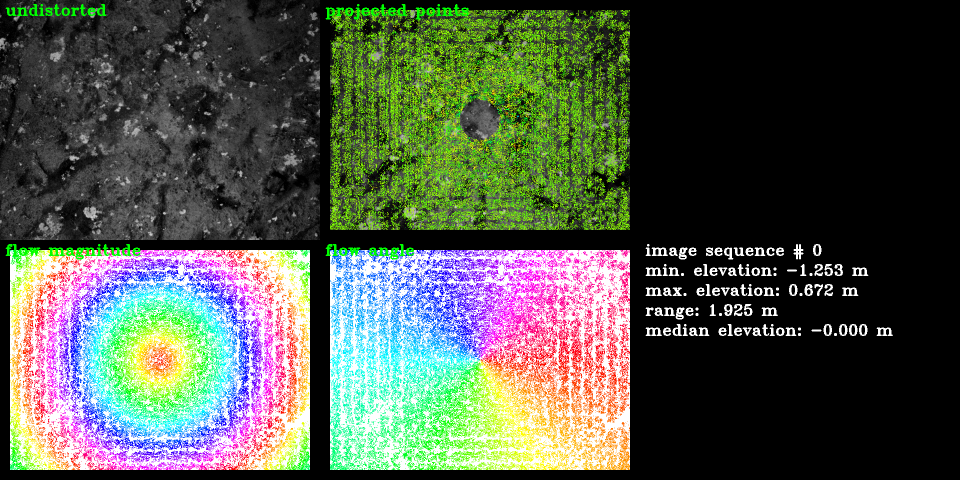 undistorted
projected points
flow magnitude
flow angle
image sequence # 0
min. elevation: −1.253 m
max. elevation: 0.672 m
range: 1.925 m
median elevation: −0.000 m